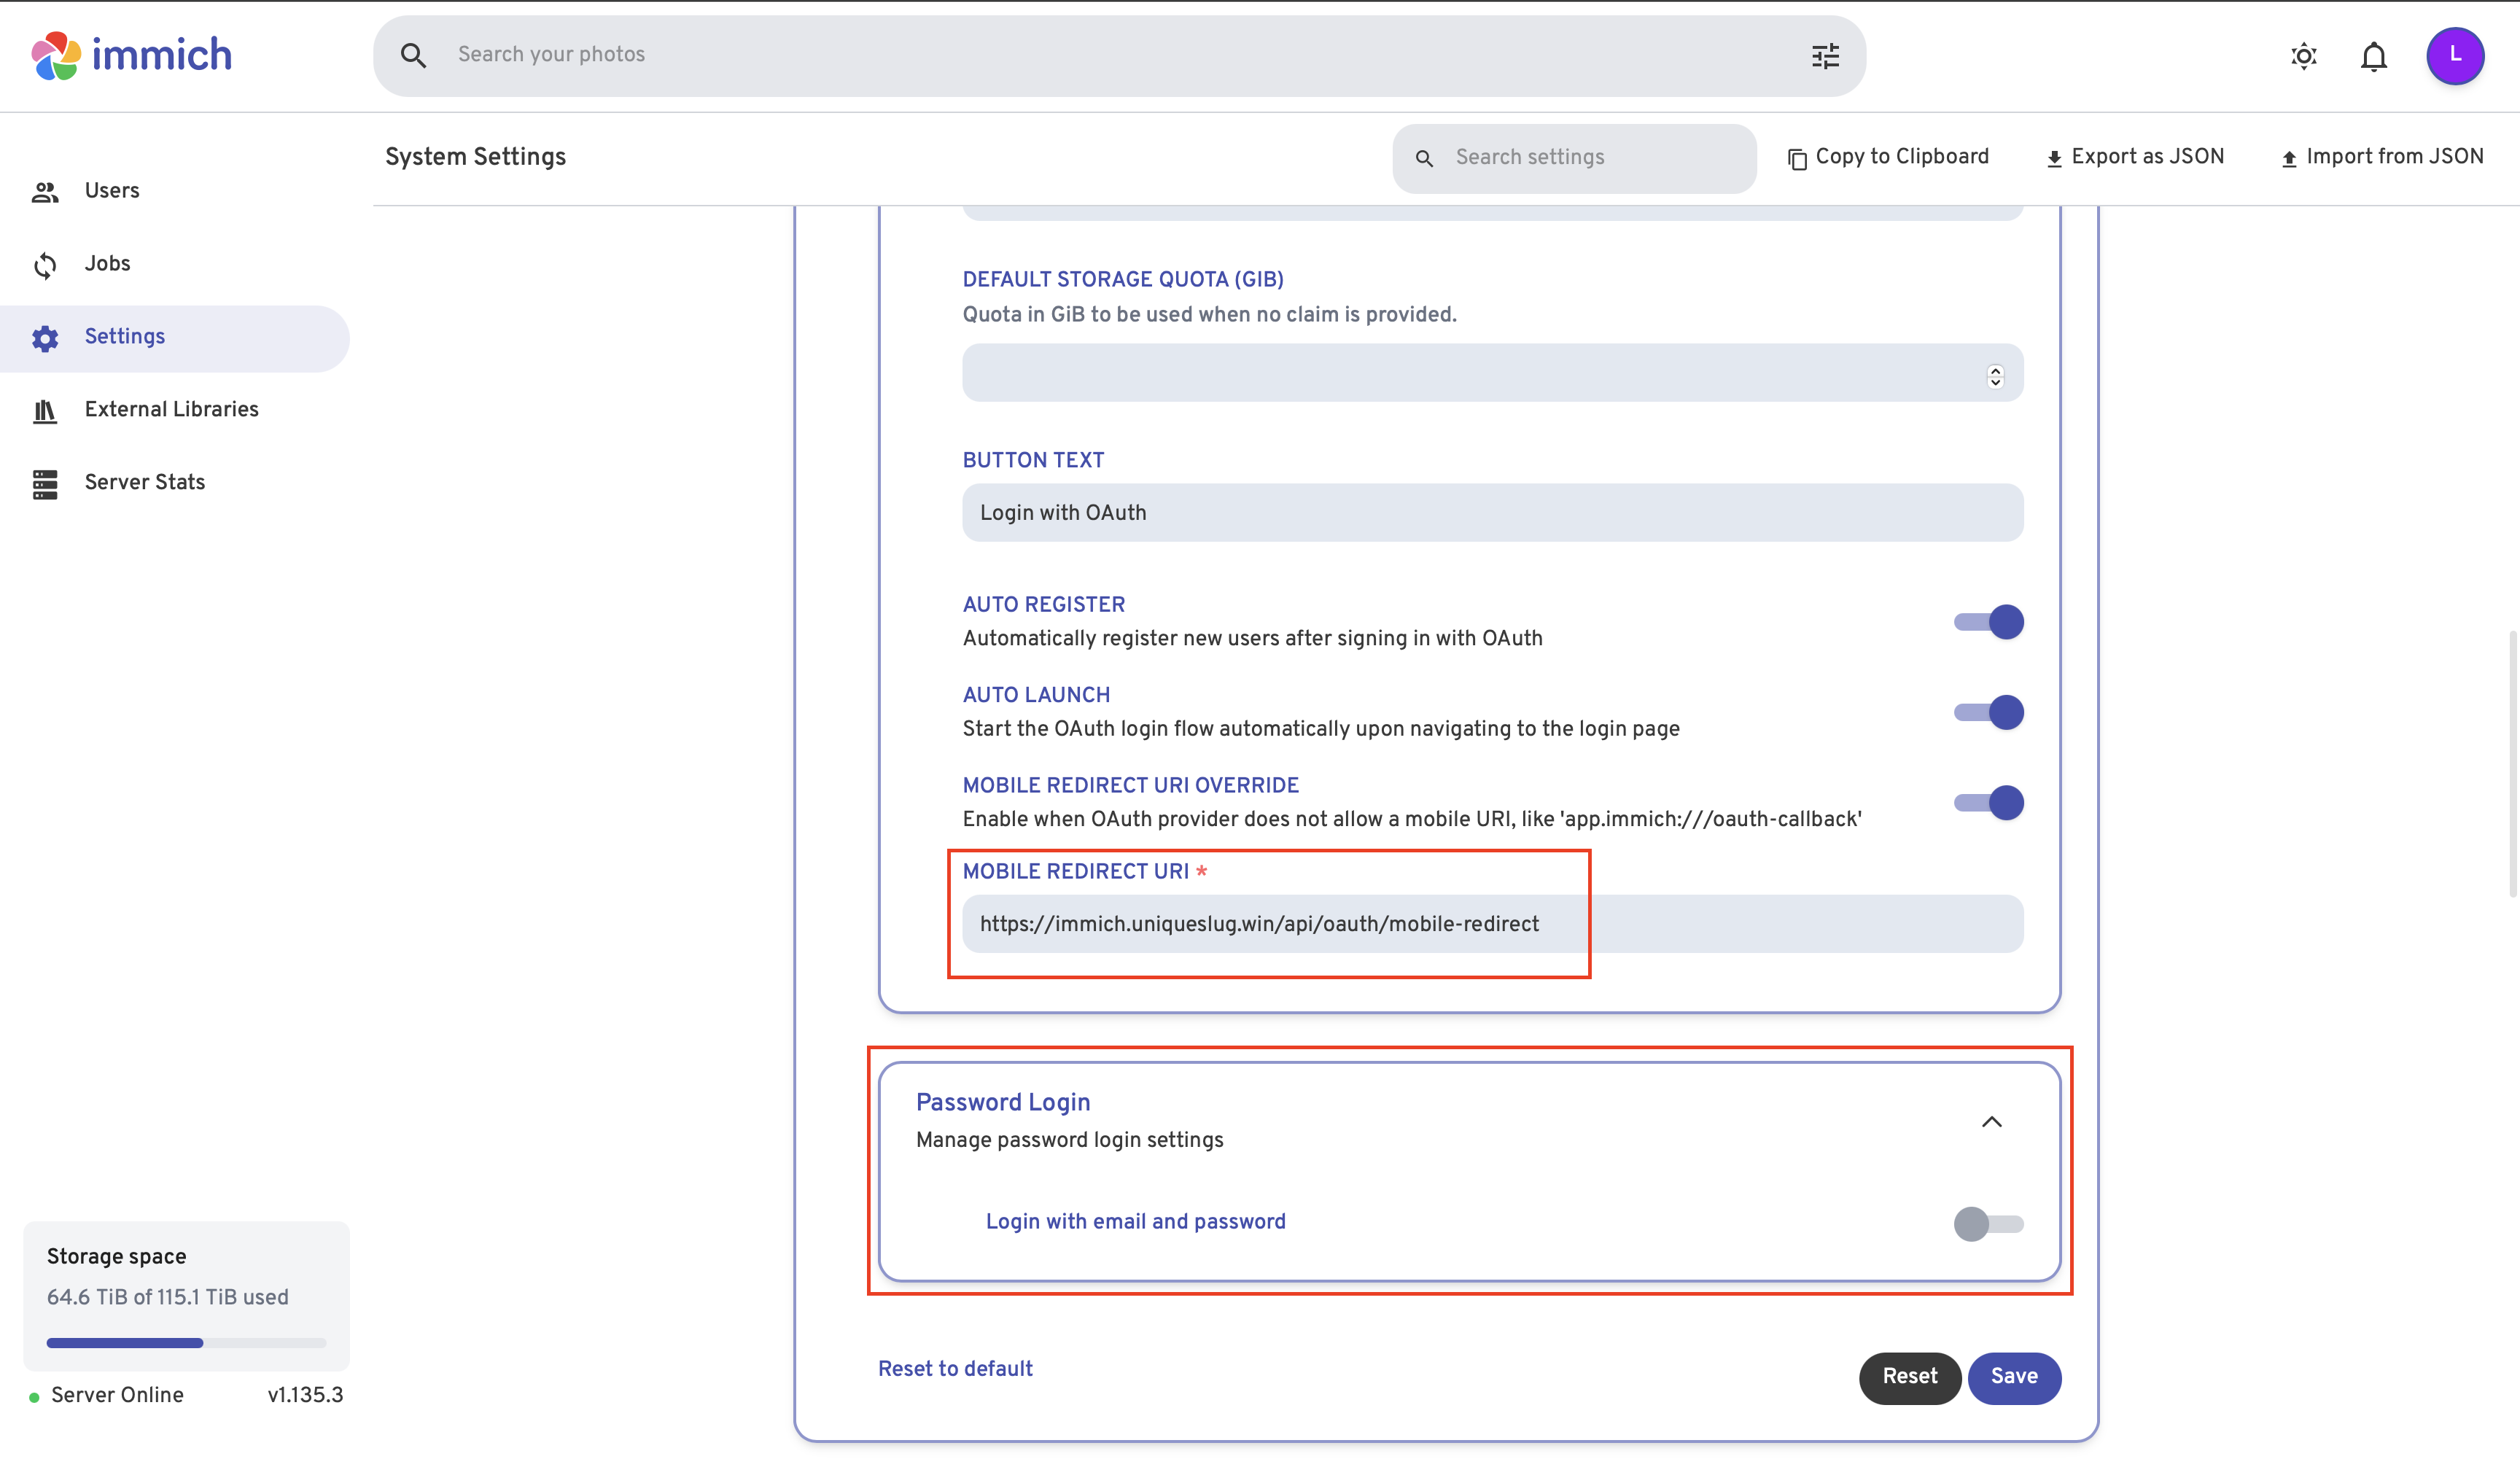 immich
Search your photos
L
System Settings
Search settings
Copy to Clipboard
Export as JSON
Import from JSON
Users
Jobs
Settings
External Libraries
Server Stats
DEFAULT STORAGE QUOTA (GIB)
Quota in GiB to be used when no claim is provided.
BUTTON TEXT
Login with OAuth
AUTO REGISTER
Automatically register new users after signing in with OAuth
AUTO LAUNCH
Start the OAuth login flow automatically upon navigating to the login page
MOBILE REDIRECT URI OVERRIDE
Enable when OAuth provider does not allow a mobile URI, like 'app.immich:///oauth-callback'
MOBILE REDIRECT URI *
https://immich.uniqueslug.win/api/oauth/mobile-redirect
Password Login
Manage password login settings
Login with email and password
Reset to default
Reset
Save
Storage space
64.6 TiB of 115.1 TiB used
Server Online
v1.135.3